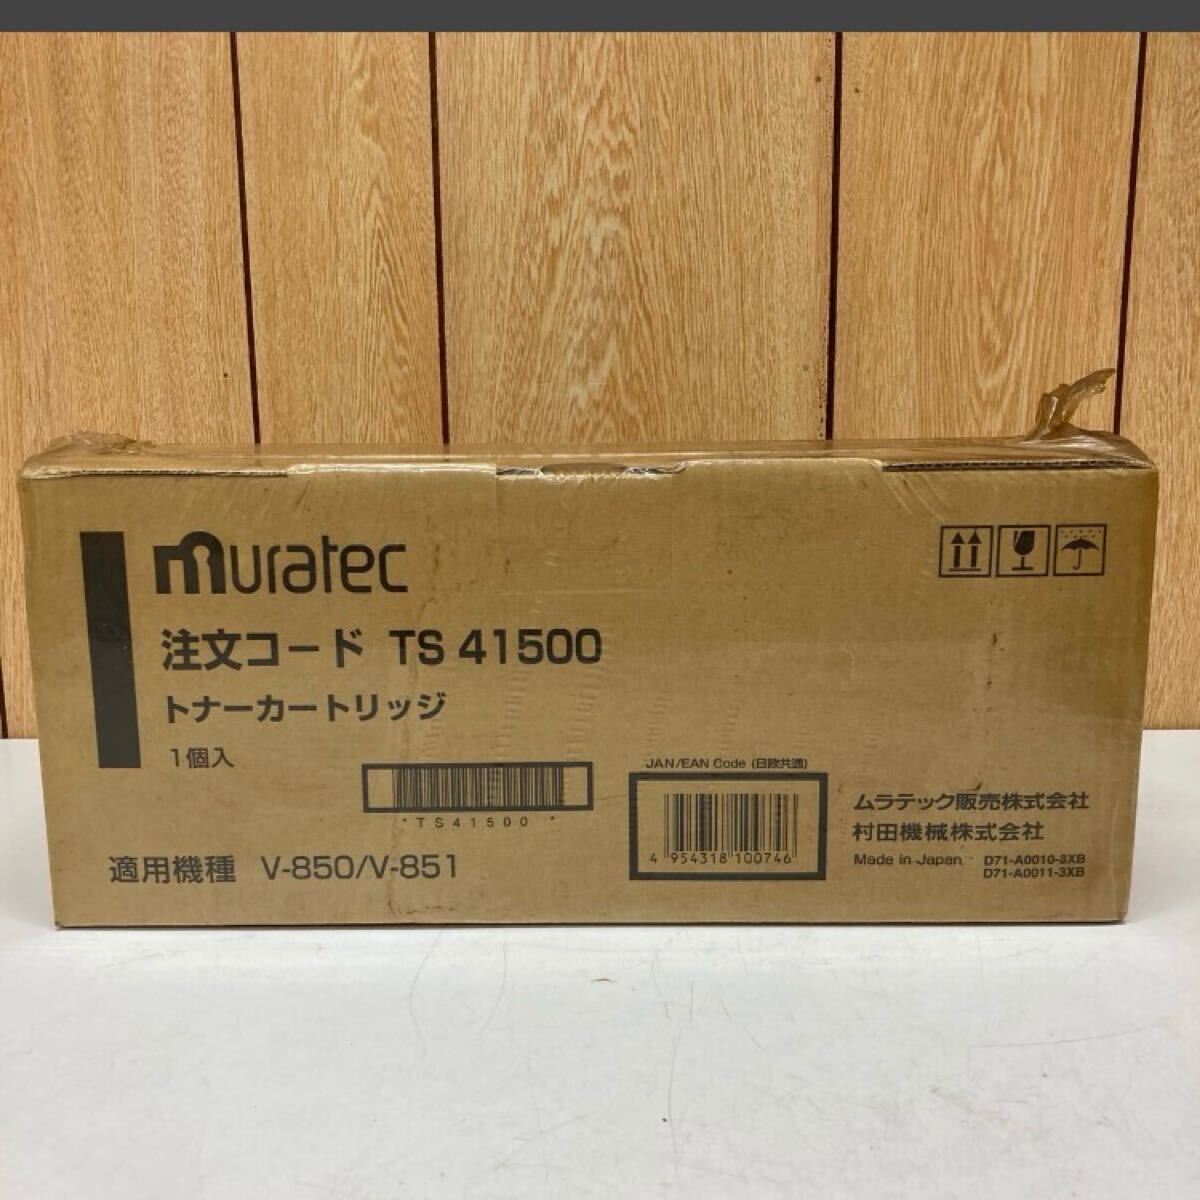 muratec
注文コード TS 41500
トナーカートリッジ
1個入
*TS41500*
適用機種 V-850/V-851
JAN/EAN Code (日欧共通)
4 954318 100746
ムラテック販売株式会社
村田機械株式会社
Made in Japan D71-A0010-3XB
D71-A0011-3XB